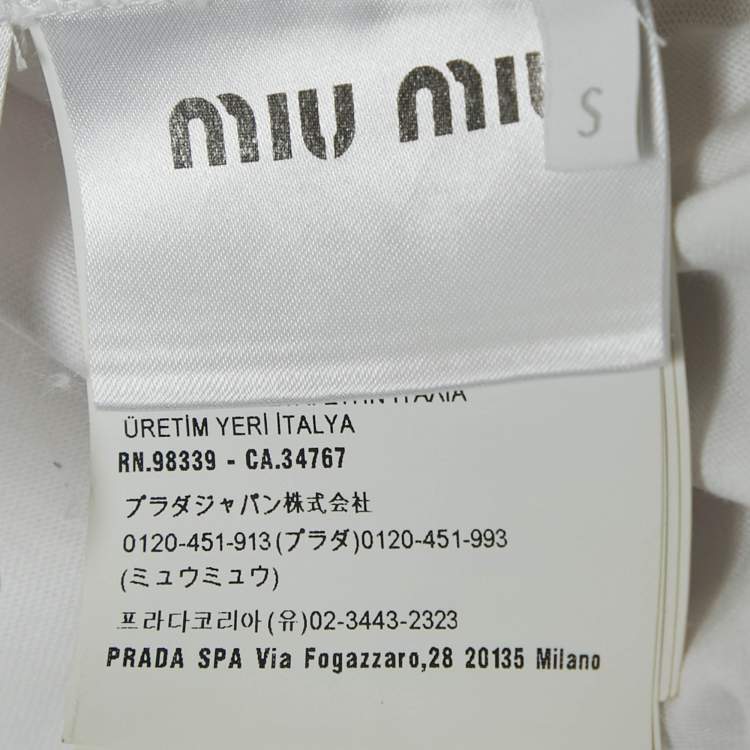 miu miu
S
ÜRETİM YERİ İTALYA
RN.98339 - CA.34767
プラダジャパン株式会社
0120-451-913(プラダ)0120-451-993
(ミュウミュウ)
프라다코리아(유)02-3443-2323
PRADA SPA Via Fogazzaro,28 20135 Milano